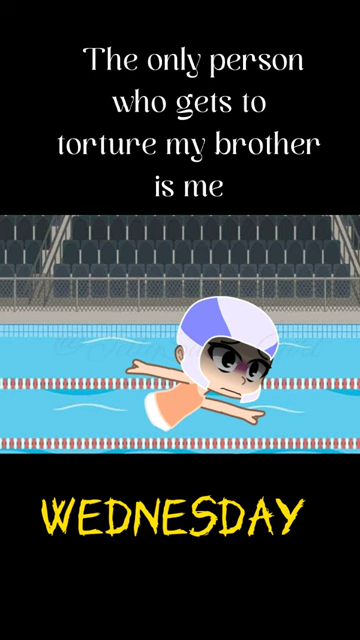 The only person
who gets to
torture my brother
is me
WEDNESDAY